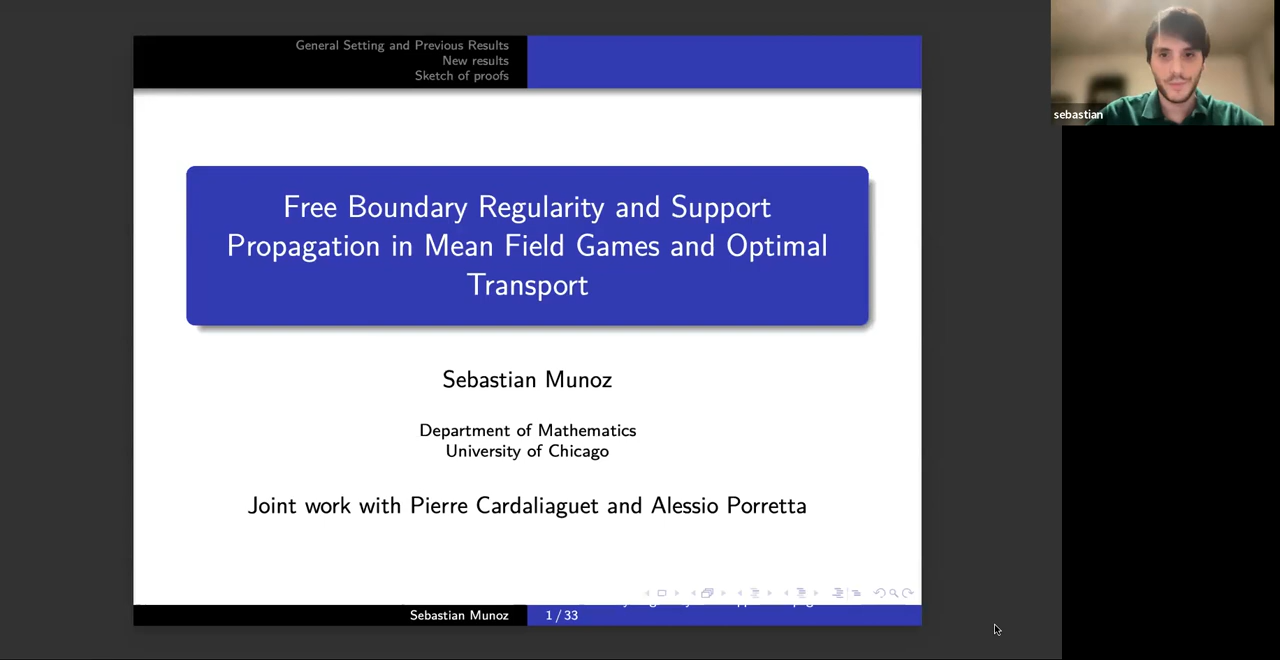 General Setting and Previous Results
New results
Sketch of proofs
sebastian
Free Boundary Regularity and Support
Propagation in Mean Field Games and Optimal
Transport
Sebastian Munoz
Department of Mathematics
University of Chicago
Joint work with Pierre Cardaliaguet and Alessio Porretta
Sebastian Munoz
1 / 33